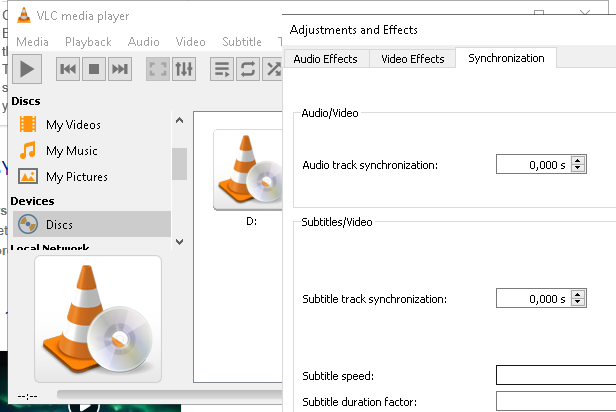 VLC media player
Media Playback Audio Video Subtitle
Adjustments and Effects
Audio Effects Video Effects Synchronization
Discs
My Videos
My Music
My Pictures
Devices
Discs
Local Network
D:
--:--
Audio/Video
Audio track synchronization: 0,000 s
Subtitles/Video
Subtitle track synchronization: 0,000 s
Subtitle speed:
Subtitle duration factor: